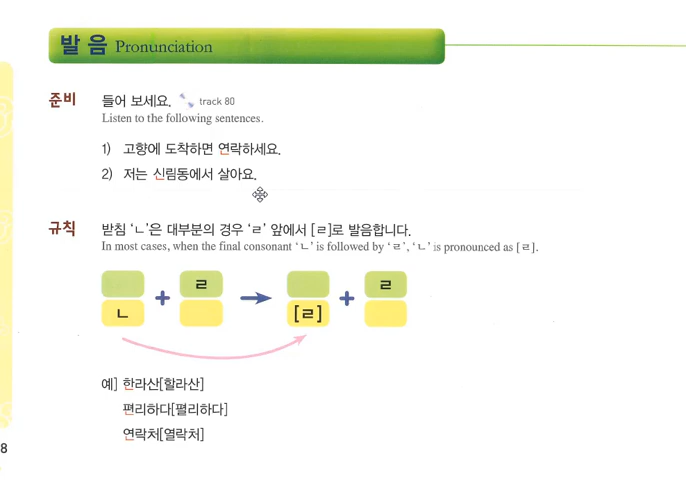 발음 Pronunciation
준비 들어 보세요. track 80
Listen to the following sentences.
1) 고향에 도착하면 연락하세요.
2) 저는 신림동에서 살아요.
규칙 받침 ‘ㄴ’은 대부분의 경우 ‘ㄹ’ 앞에서 [ㄹ]로 발음합니다.
In most cases, when the final consonant ‘ㄴ’ is followed by ‘ㄹ’, ‘ㄴ’ is pronounced as [ㄹ].
ㄹ ㄹ
ㄴ + → [ㄹ] +
예] 한라산[할라산]
편리하다[펼리하다]
연락처[열락처]
8